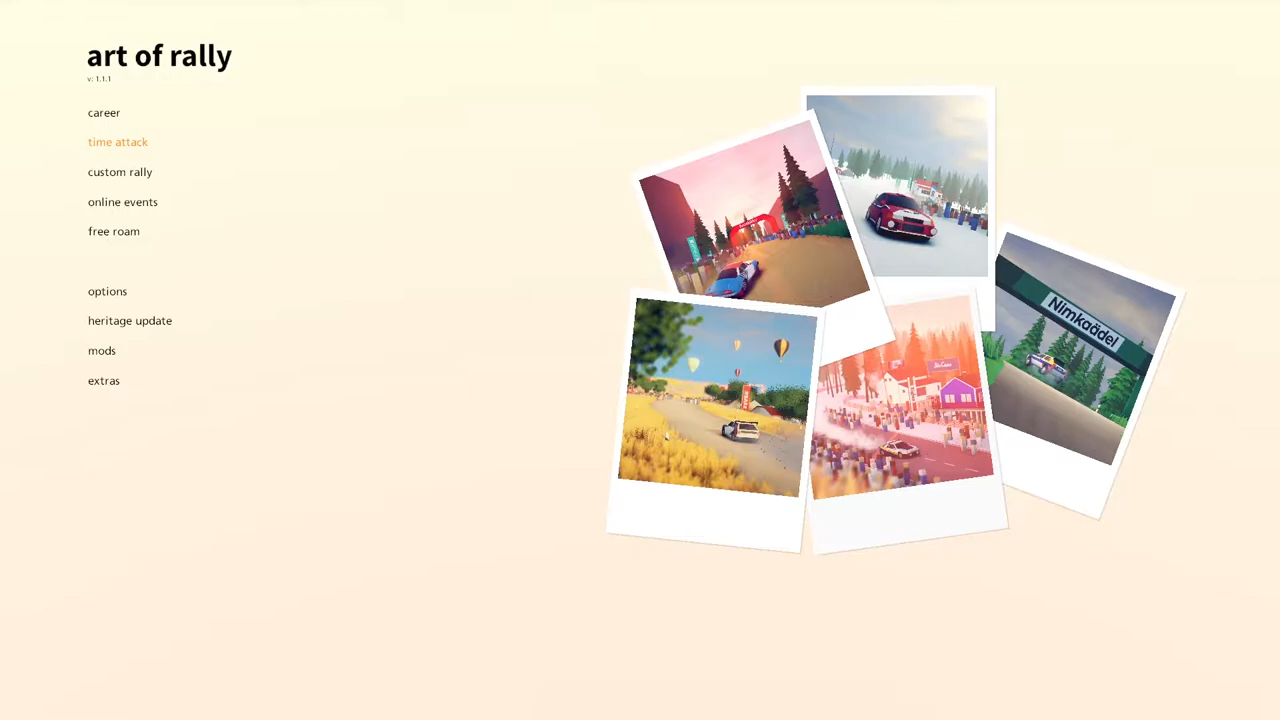 art of rally
v: 1.1.1
career
time attack
custom rally
online events
free roam
options
heritage update
mods
extras
Nimkaädel